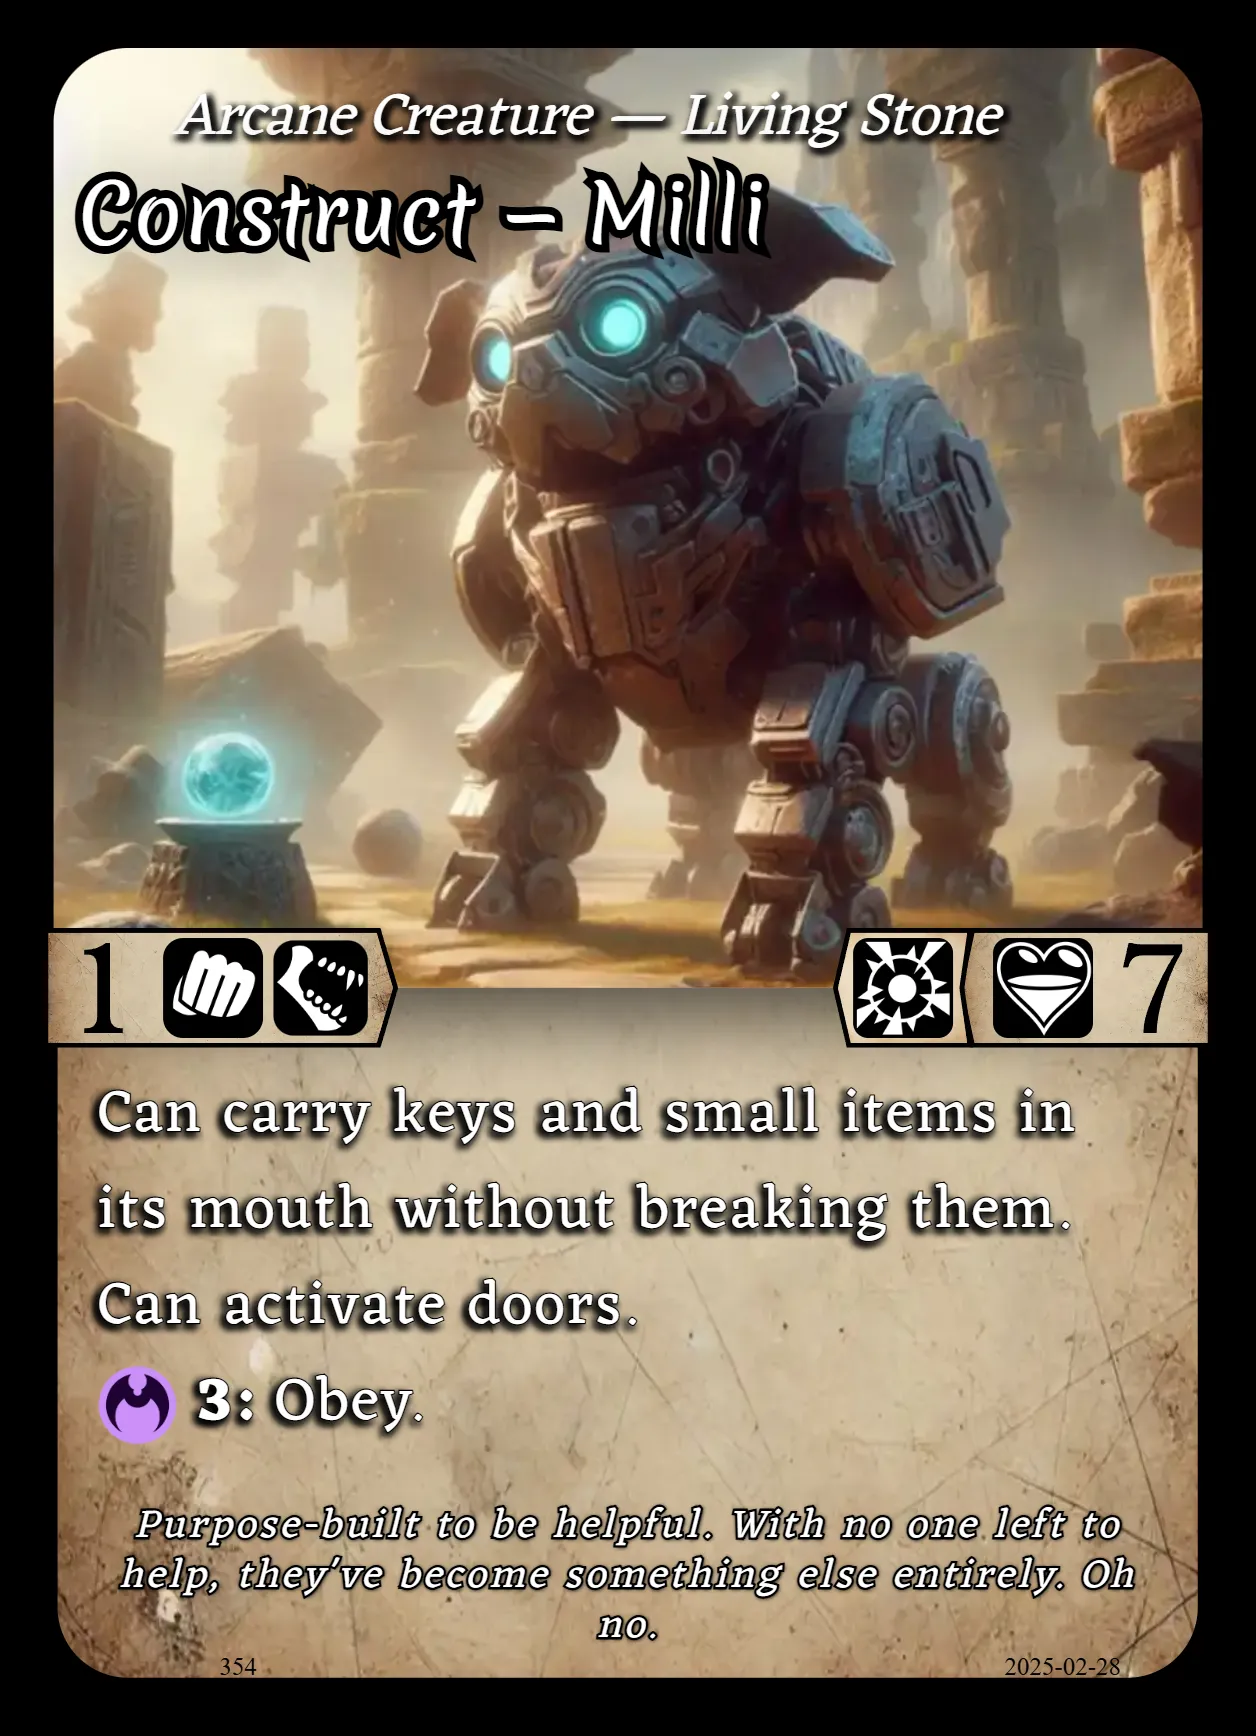 Arcane Creature — Living Stone
Construct – Milli
1
7
Can carry keys and small items in
its mouth without breaking them.
Can activate doors.
3: Obey.
Purpose-built to be helpful. With no one left to
help, they've become something else entirely. Oh
no.
354
2025-02-28